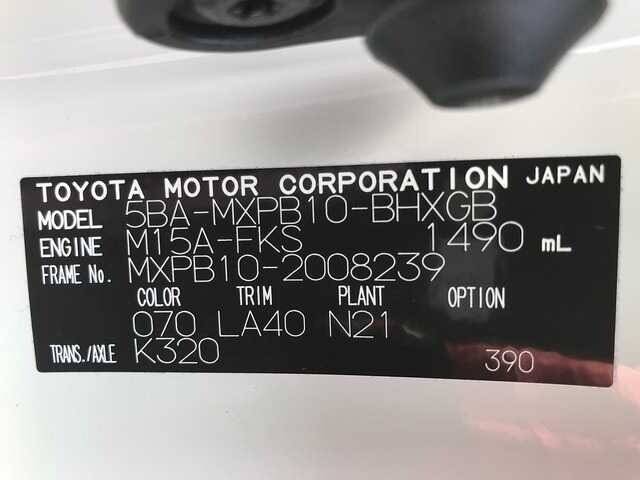 TOYOTA MOTOR CORPORATION JAPAN
MODEL 5BA-MXPB10-BHXGB
ENGINE M15A-FKS 1490 mL
FRAME No. MXPB10-2008239
COLOR TRIM PLANT OPTION
070 LA40 N21
TRANS./AXLE K320 390